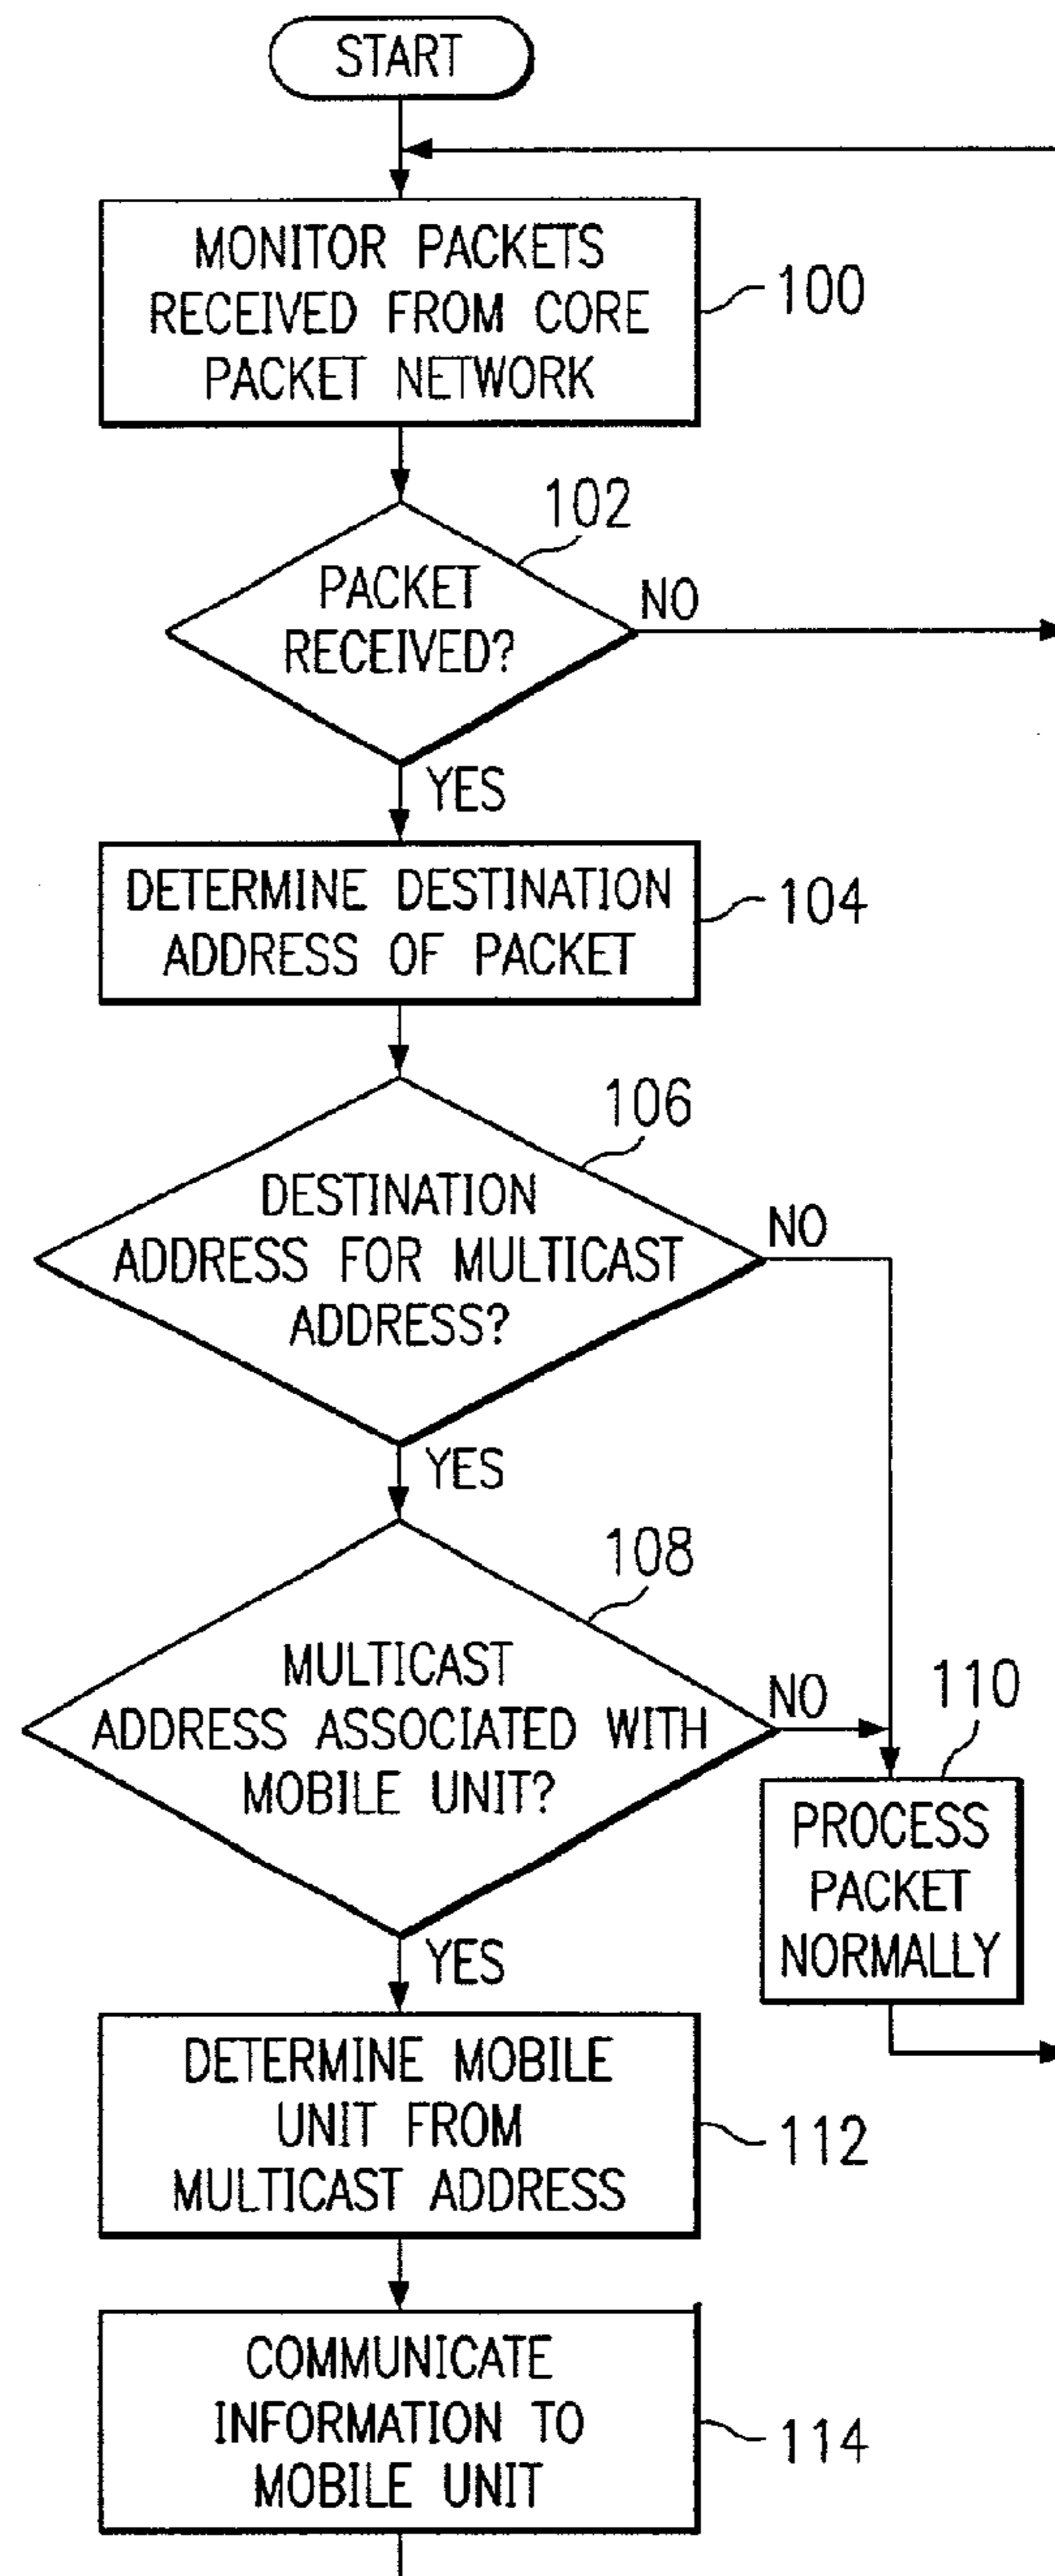 START
MONITOR PACKETS
RECEIVED FROM CORE
PACKET NETWORK
100
102
PACKET
RECEIVED?
NO
YES
DETERMINE DESTINATION
ADDRESS OF PACKET
104
106
DESTINATION
ADDRESS FOR MULTICAST
ADDRESS?
NO
YES
108
MULTICAST
ADDRESS ASSOCIATED WITH
MOBILE UNIT?
NO
110
PROCESS
PACKET
NORMALLY
YES
DETERMINE MOBILE
UNIT FROM
MULTICAST ADDRESS
112
COMMUNICATE
INFORMATION TO
MOBILE UNIT
114